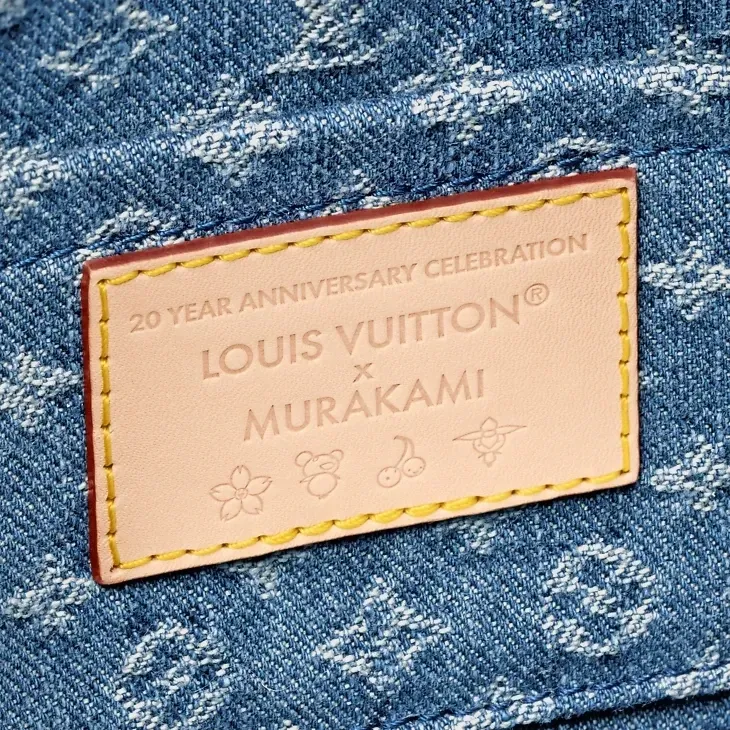 20 YEAR ANNIVERSARY CELEBRATION
LOUIS VUITTON®
x
MURAKAMI